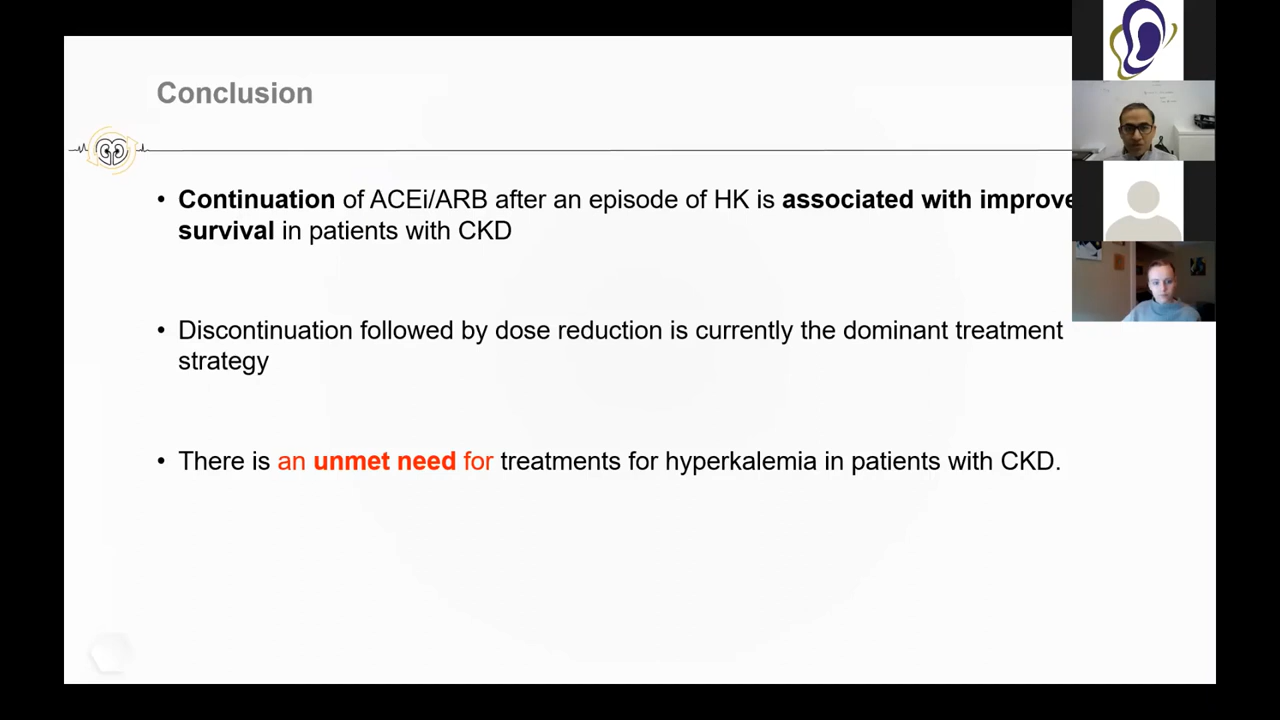 Conclusion
• Continuation of ACEi/ARB after an episode of HK is associated with improve
survival in patients with CKD
• Discontinuation followed by dose reduction is currently the dominant treatment
strategy
• There is an unmet need for treatments for hyperkalemia in patients with CKD.